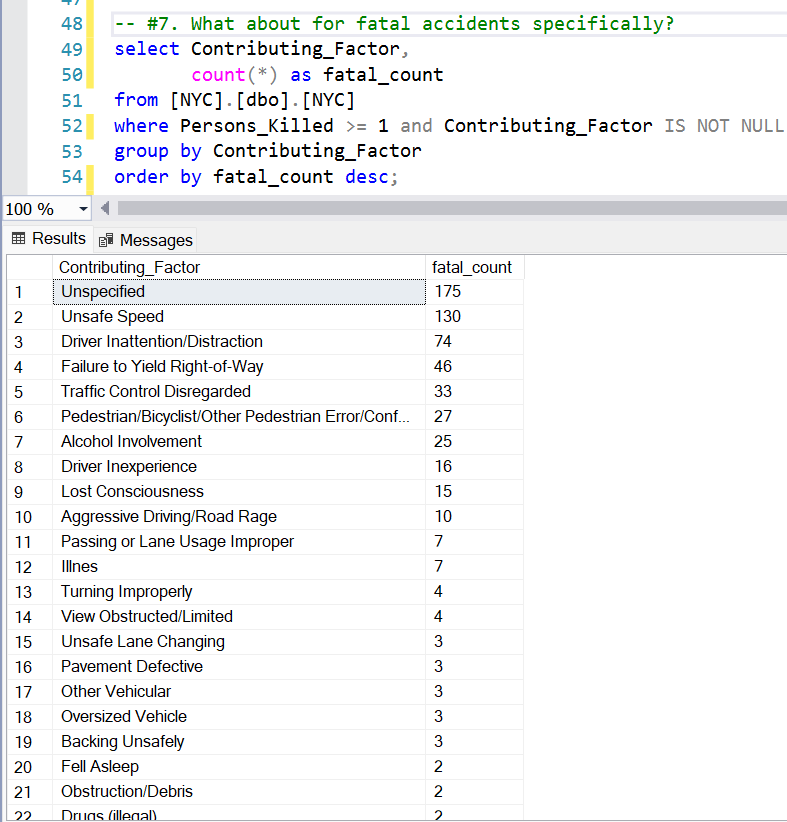 47
48 -- #7. What about for fatal accidents specifically?
49 select Contributing_Factor,
50 count(*) as fatal_count
51 from [NYC].[dbo].[NYC]
52 where Persons_Killed >= 1 and Contributing_Factor IS NOT NULL
53 group by Contributing_Factor
54 order by fatal_count desc;
100 %
Results Messages
Contributing_Factor fatal_count
1 Unspecified 175
2 Unsafe Speed 130
3 Driver Inattention/Distraction 74
4 Failure to Yield Right-of-Way 46
5 Traffic Control Disregarded 33
6 Pedestrian/Bicyclist/Other Pedestrian Error/Conf... 27
7 Alcohol Involvement 25
8 Driver Inexperience 16
9 Lost Consciousness 15
10 Aggressive Driving/Road Rage 10
11 Passing or Lane Usage Improper 7
12 Illnes 7
13 Turning Improperly 4
14 View Obstructed/Limited 4
15 Unsafe Lane Changing 3
16 Pavement Defective 3
17 Other Vehicular 3
18 Oversized Vehicle 3
19 Backing Unsafely 3
20 Fell Asleep 2
21 Obstruction/Debris 2
22 Drugs (illegal) 2